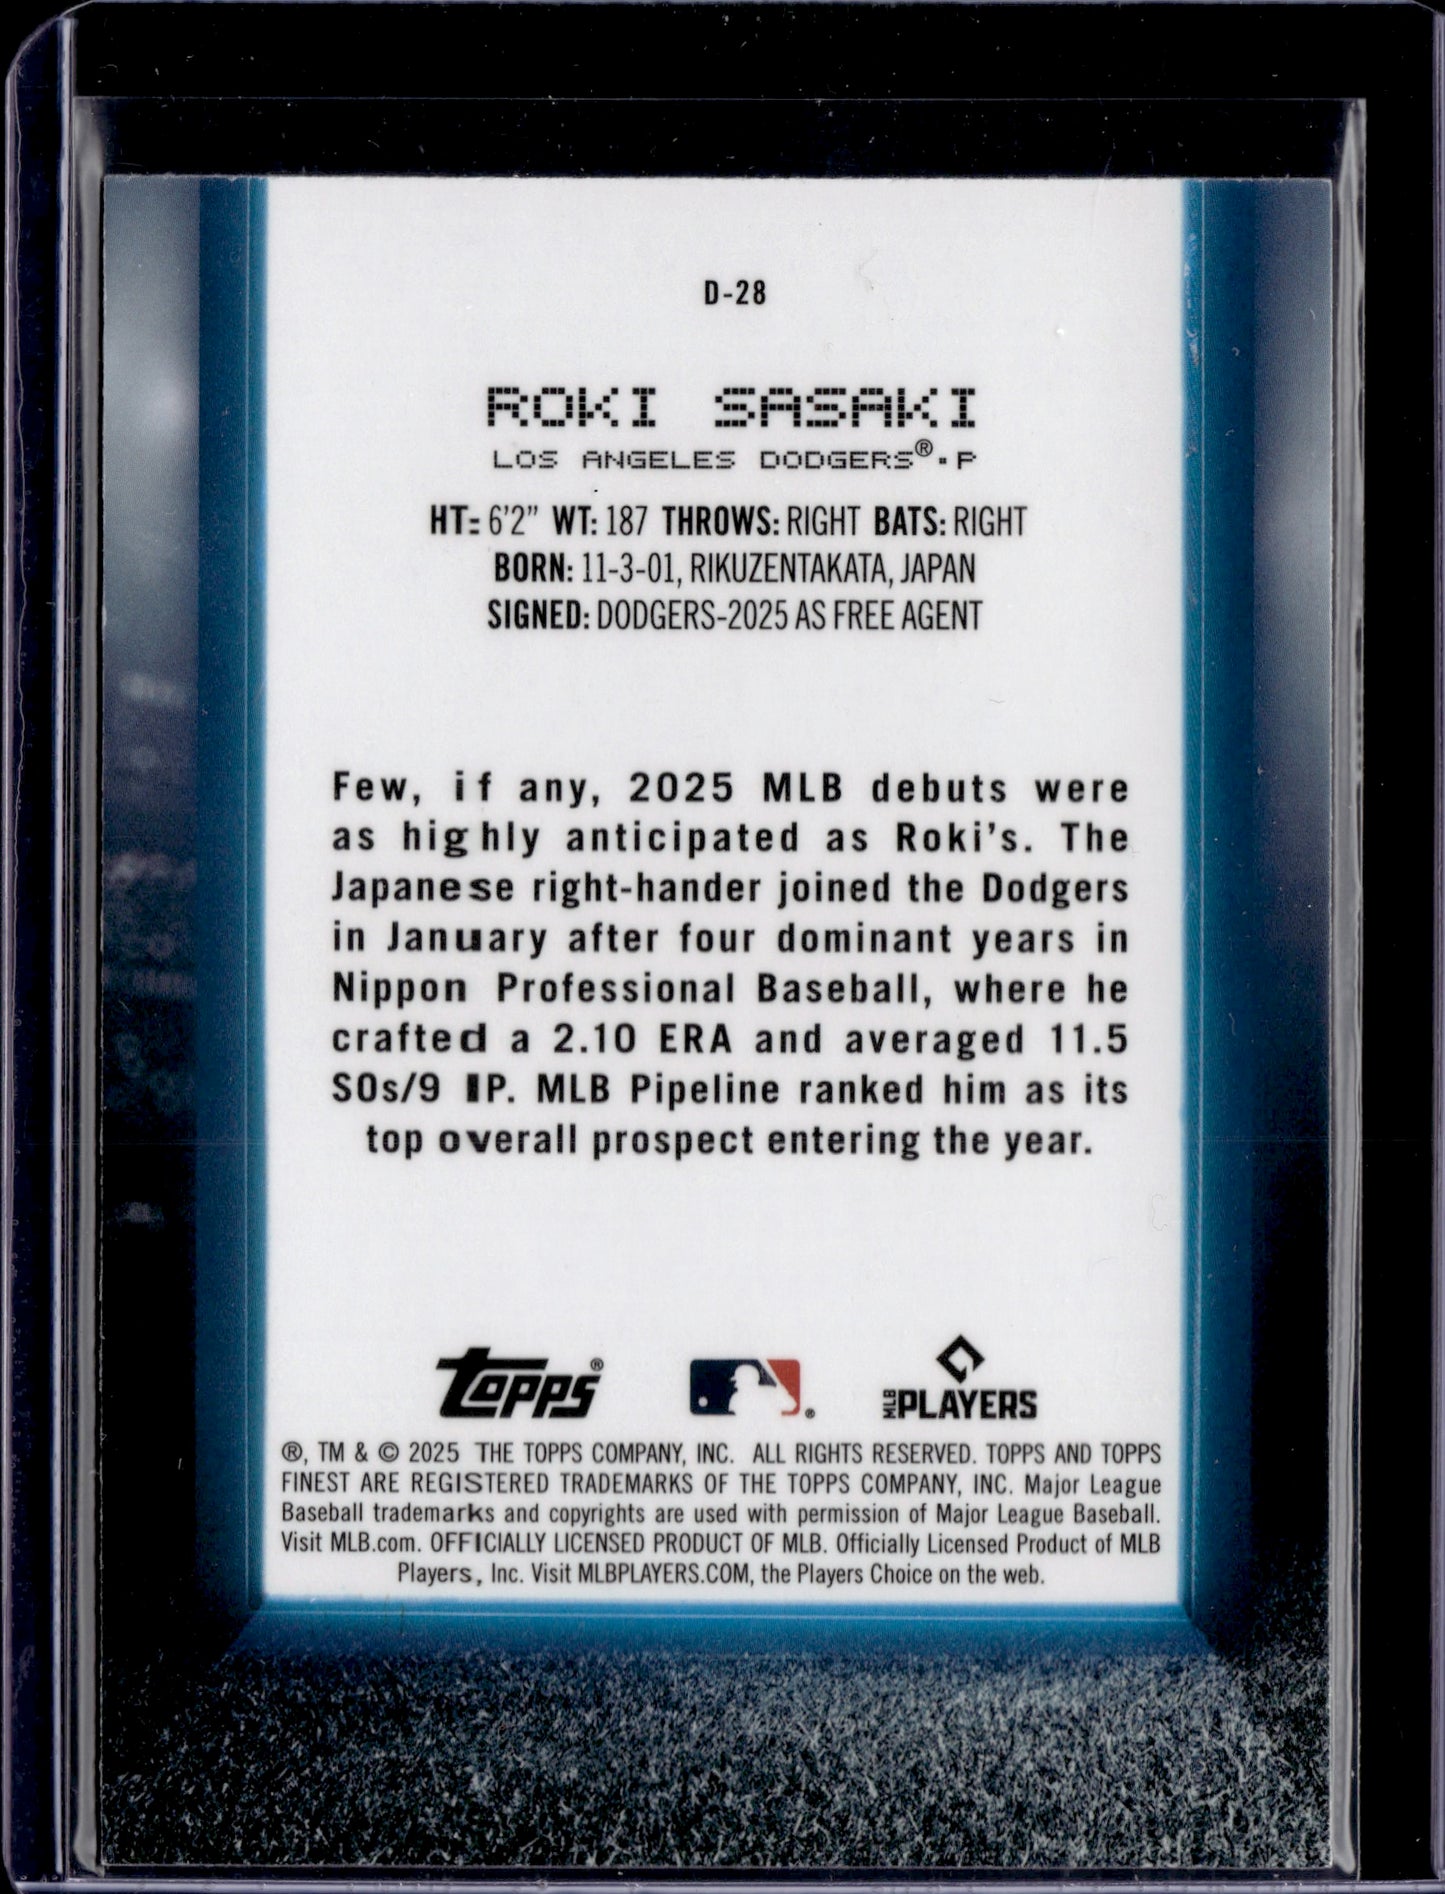 D-28
ROKI SASAKI
LOS ANGELES DODGERS®▪P
HT: 6'2" WT: 187 THROWS: RIGHT BATS: RIGHT
BORN: 11-3-01, RIKUZENTAKATA, JAPAN
SIGNED: DODGERS-2025 AS FREE AGENT
Few, if any, 2025 MLB debuts were
as highly anticipated as Roki's. The
Japanese right-hander joined the Dodgers
in January after four dominant years in
Nippon Professional Baseball, where he
crafted a 2.10 ERA and averaged 11.5
SOs/9 IP. MLB Pipeline ranked him as its
top overall prospect entering the year.
Topps® ® MLB PLAYERS
®, TM & © 2025 THE TOPPS COMPANY, INC. ALL RIGHTS RESERVED. TOPPS AND TOPPS
FINEST ARE REGISTERED TRADEMARKS OF THE TOPPS COMPANY, INC. Major League
Baseball trademarks and copyrights are used with permission of Major League Baseball.
Visit MLB.com. OFFICIALLY LICENSED PRODUCT OF MLB. Officially Licensed Product of MLB
Players, Inc. Visit MLBPLAYERS.COM, the Players Choice on the web.